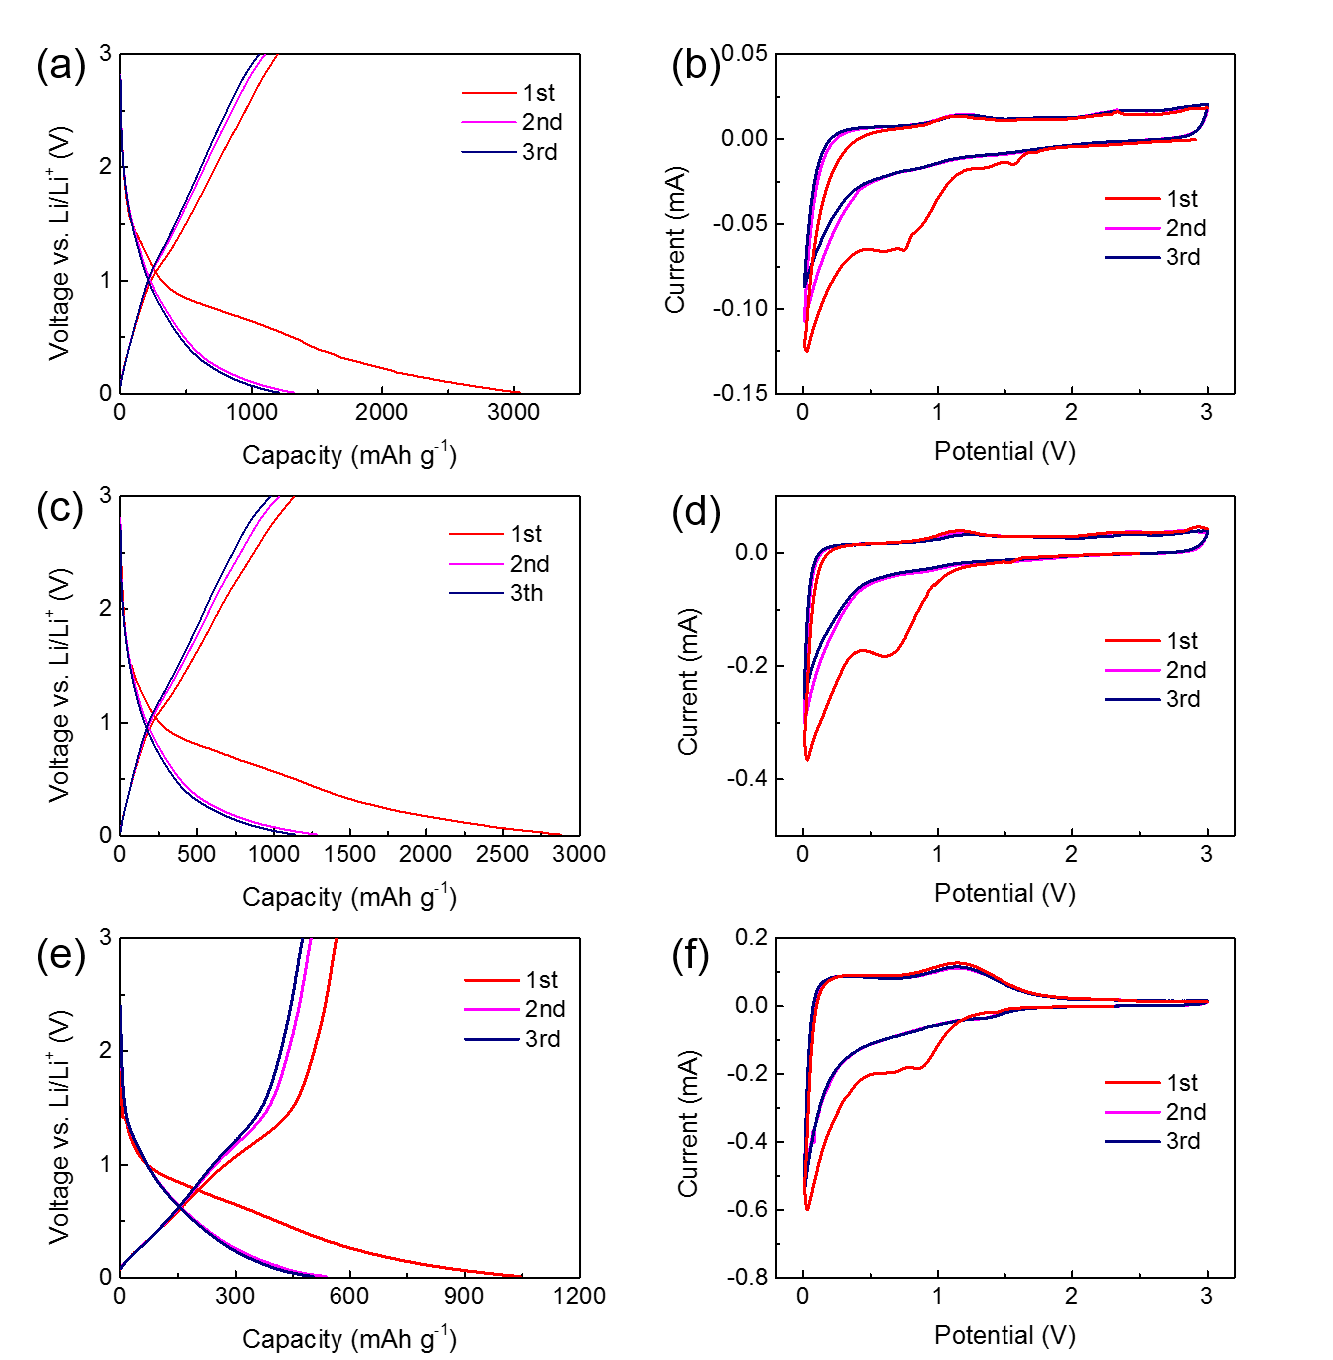 (a)
3
2
1
0
Voltage vs. Li/Li⁺ (V)
1st
2nd
3rd
0 1000 2000 3000
Capacity (mAh g⁻¹)
(b)
0.05
0.00
-0.05
-0.10
-0.15
Current (mA)
1st
2nd
3rd
0 1 2 3
Potential (V)
(c)
3
2
1
0
Voltage vs. Li/Li⁺ (V)
1st
2nd
3th
0 500 1000 1500 2000 2500 3000
Capacity (mAh g⁻¹)
(d)
0.0
-0.2
-0.4
Current (mA)
1st
2nd
3rd
0 1 2 3
Potential (V)
(e)
3
2
1
0
Voltage vs. Li/Li⁺ (V)
1st
2nd
3rd
0 300 600 900 1200
Capacity (mAh g⁻¹)
(f)
0.2
0.0
-0.2
-0.4
-0.6
-0.8
Current (mA)
1st
2nd
3rd
0 1 2 3
Potential (V)